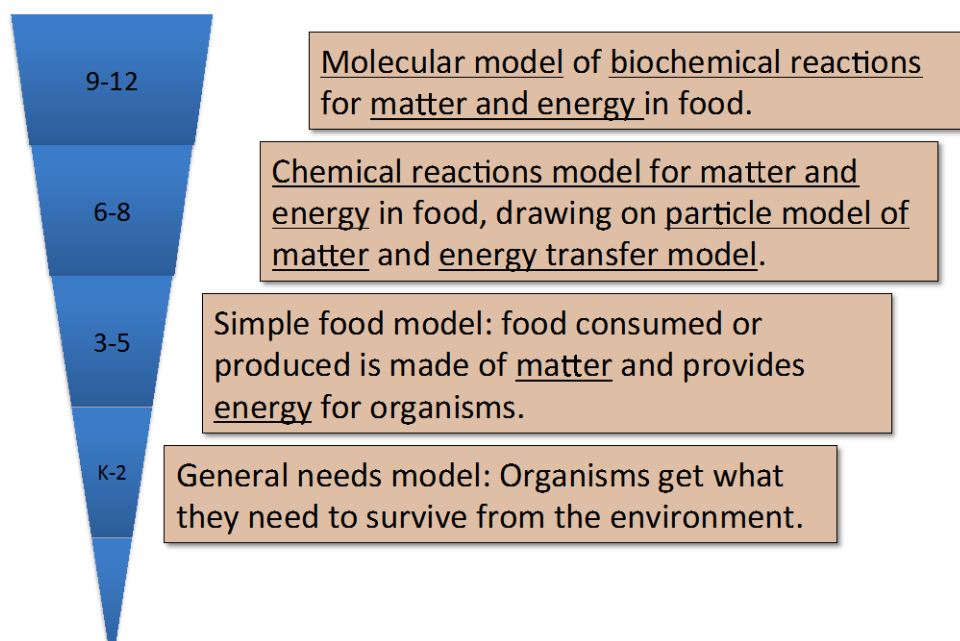 9-12
Molecular model of biochemical reactions
for matter and energy in food.
6-8
Chemical reactions model for matter and
energy in food, drawing on particle model of
matter and energy transfer model.
3-5
Simple food model: food consumed or
produced is made of matter and provides
energy for organisms.
K-2
General needs model: Organisms get what
they need to survive from the environment.